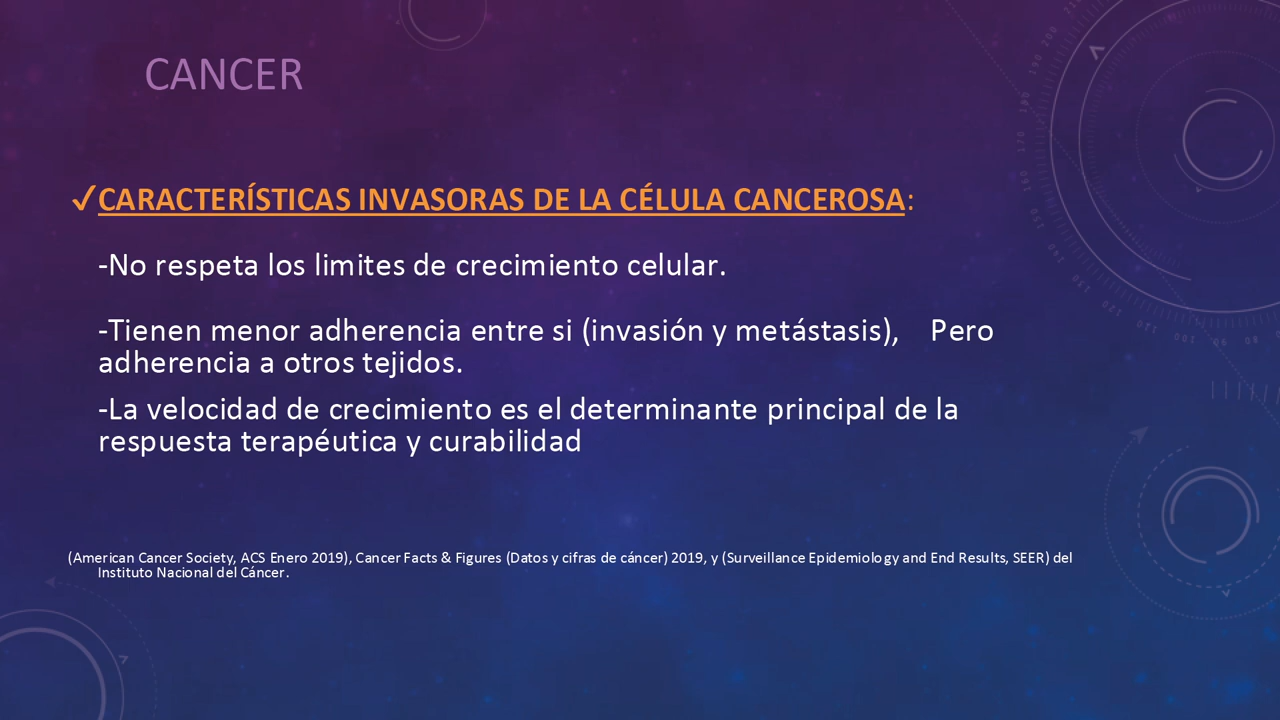 CANCER
✓CARACTERÍSTICAS INVASORAS DE LA CÉLULA CANCEROSA:
-No respeta los limites de crecimiento celular.
-Tienen menor adherencia entre si (invasión y metástasis), Pero
adherencia a otros tejidos.
-La velocidad de crecimiento es el determinante principal de la
respuesta terapéutica y curabilidad
(American Cancer Society, ACS Enero 2019), Cancer Facts & Figures (Datos y cifras de cáncer) 2019, y (Surveillance Epidemiology and End Results, SEER) del
Instituto Nacional del Cáncer.